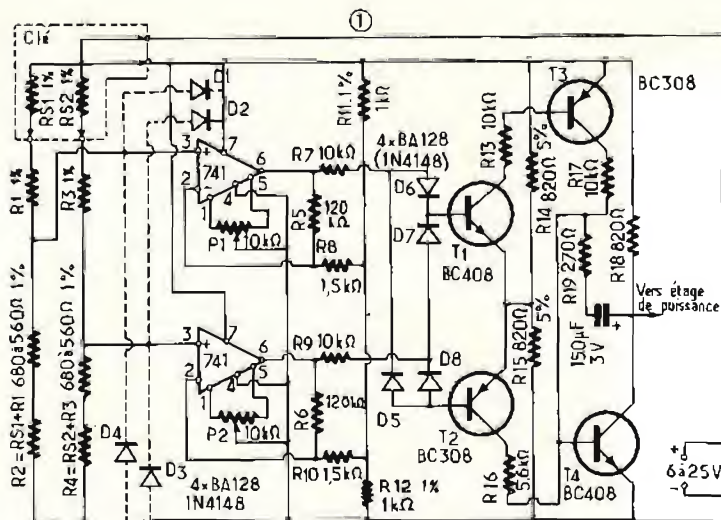 ①
Clé
RS1 1%
RS2 1%
R1 1%
R3 1%
680 à 560Ω 1%
680 à 560Ω 1%
R2=RS1+R1
R4=RS2+R3
D1
D2
D4
D3
3
7
+
741
6
2
-
1
4
5
P1
10kΩ
R7
10kΩ
R5
120
kΩ
R8
1,5kΩ
R11 1%
1kΩ
4xBA128
(1N4148)
D6
D7
T1
BC408
R13 10kΩ
R14 820Ω
5%
T3
BC308
R17
10kΩ
R19 270Ω
R18 820Ω
Vers étage
de puissance
150µF
3V
+
3
7
+
741
6
2
1
4
5
P2
10kΩ
R9
10kΩ
R6
120kΩ
R10 1,5kΩ
4xBA128
1N4148
R12 1%
1kΩ
D8
D5
T2
BC308
R15 820Ω
5%
R16
5.6kΩ
T4
BC408
+
6 à 25V
-